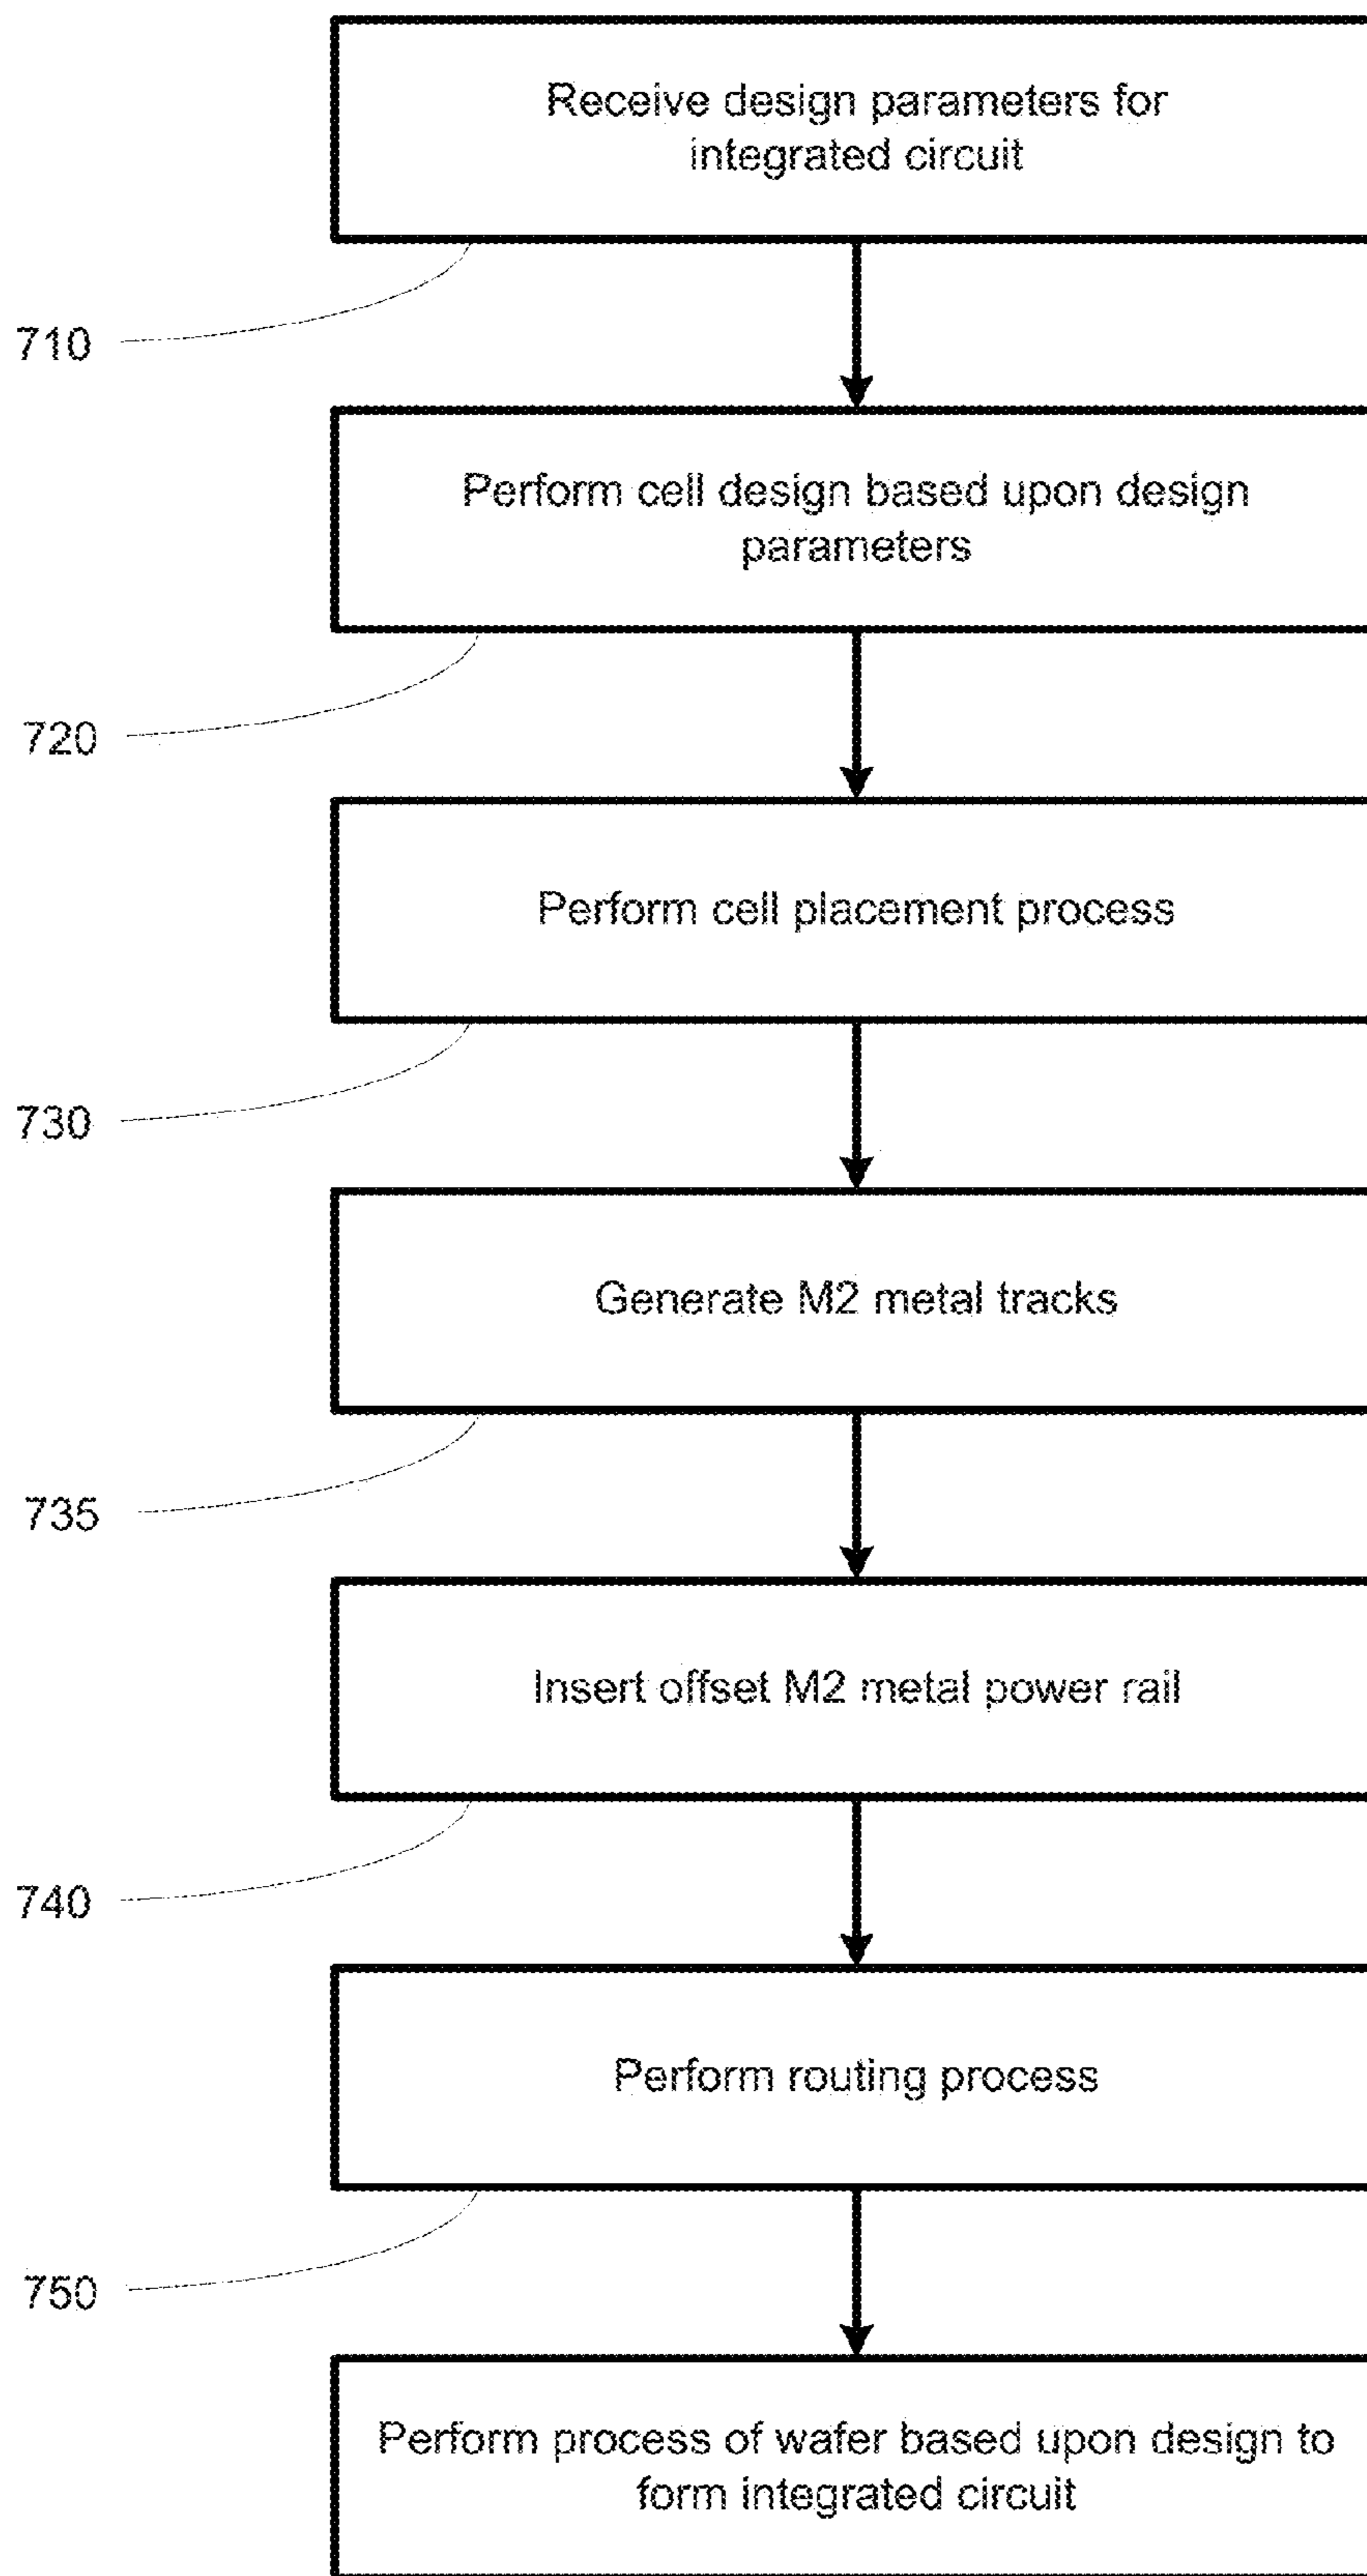 Receive design parameters for
integrated circuit
710
Perform cell design based upon design
parameters
720
Perform cell placement process
730
Generate M2 metal tracks
735
Insert offset M2 metal power rail
740
Perform routing process
750
Perform process of wafer based upon design to
form integrated circuit